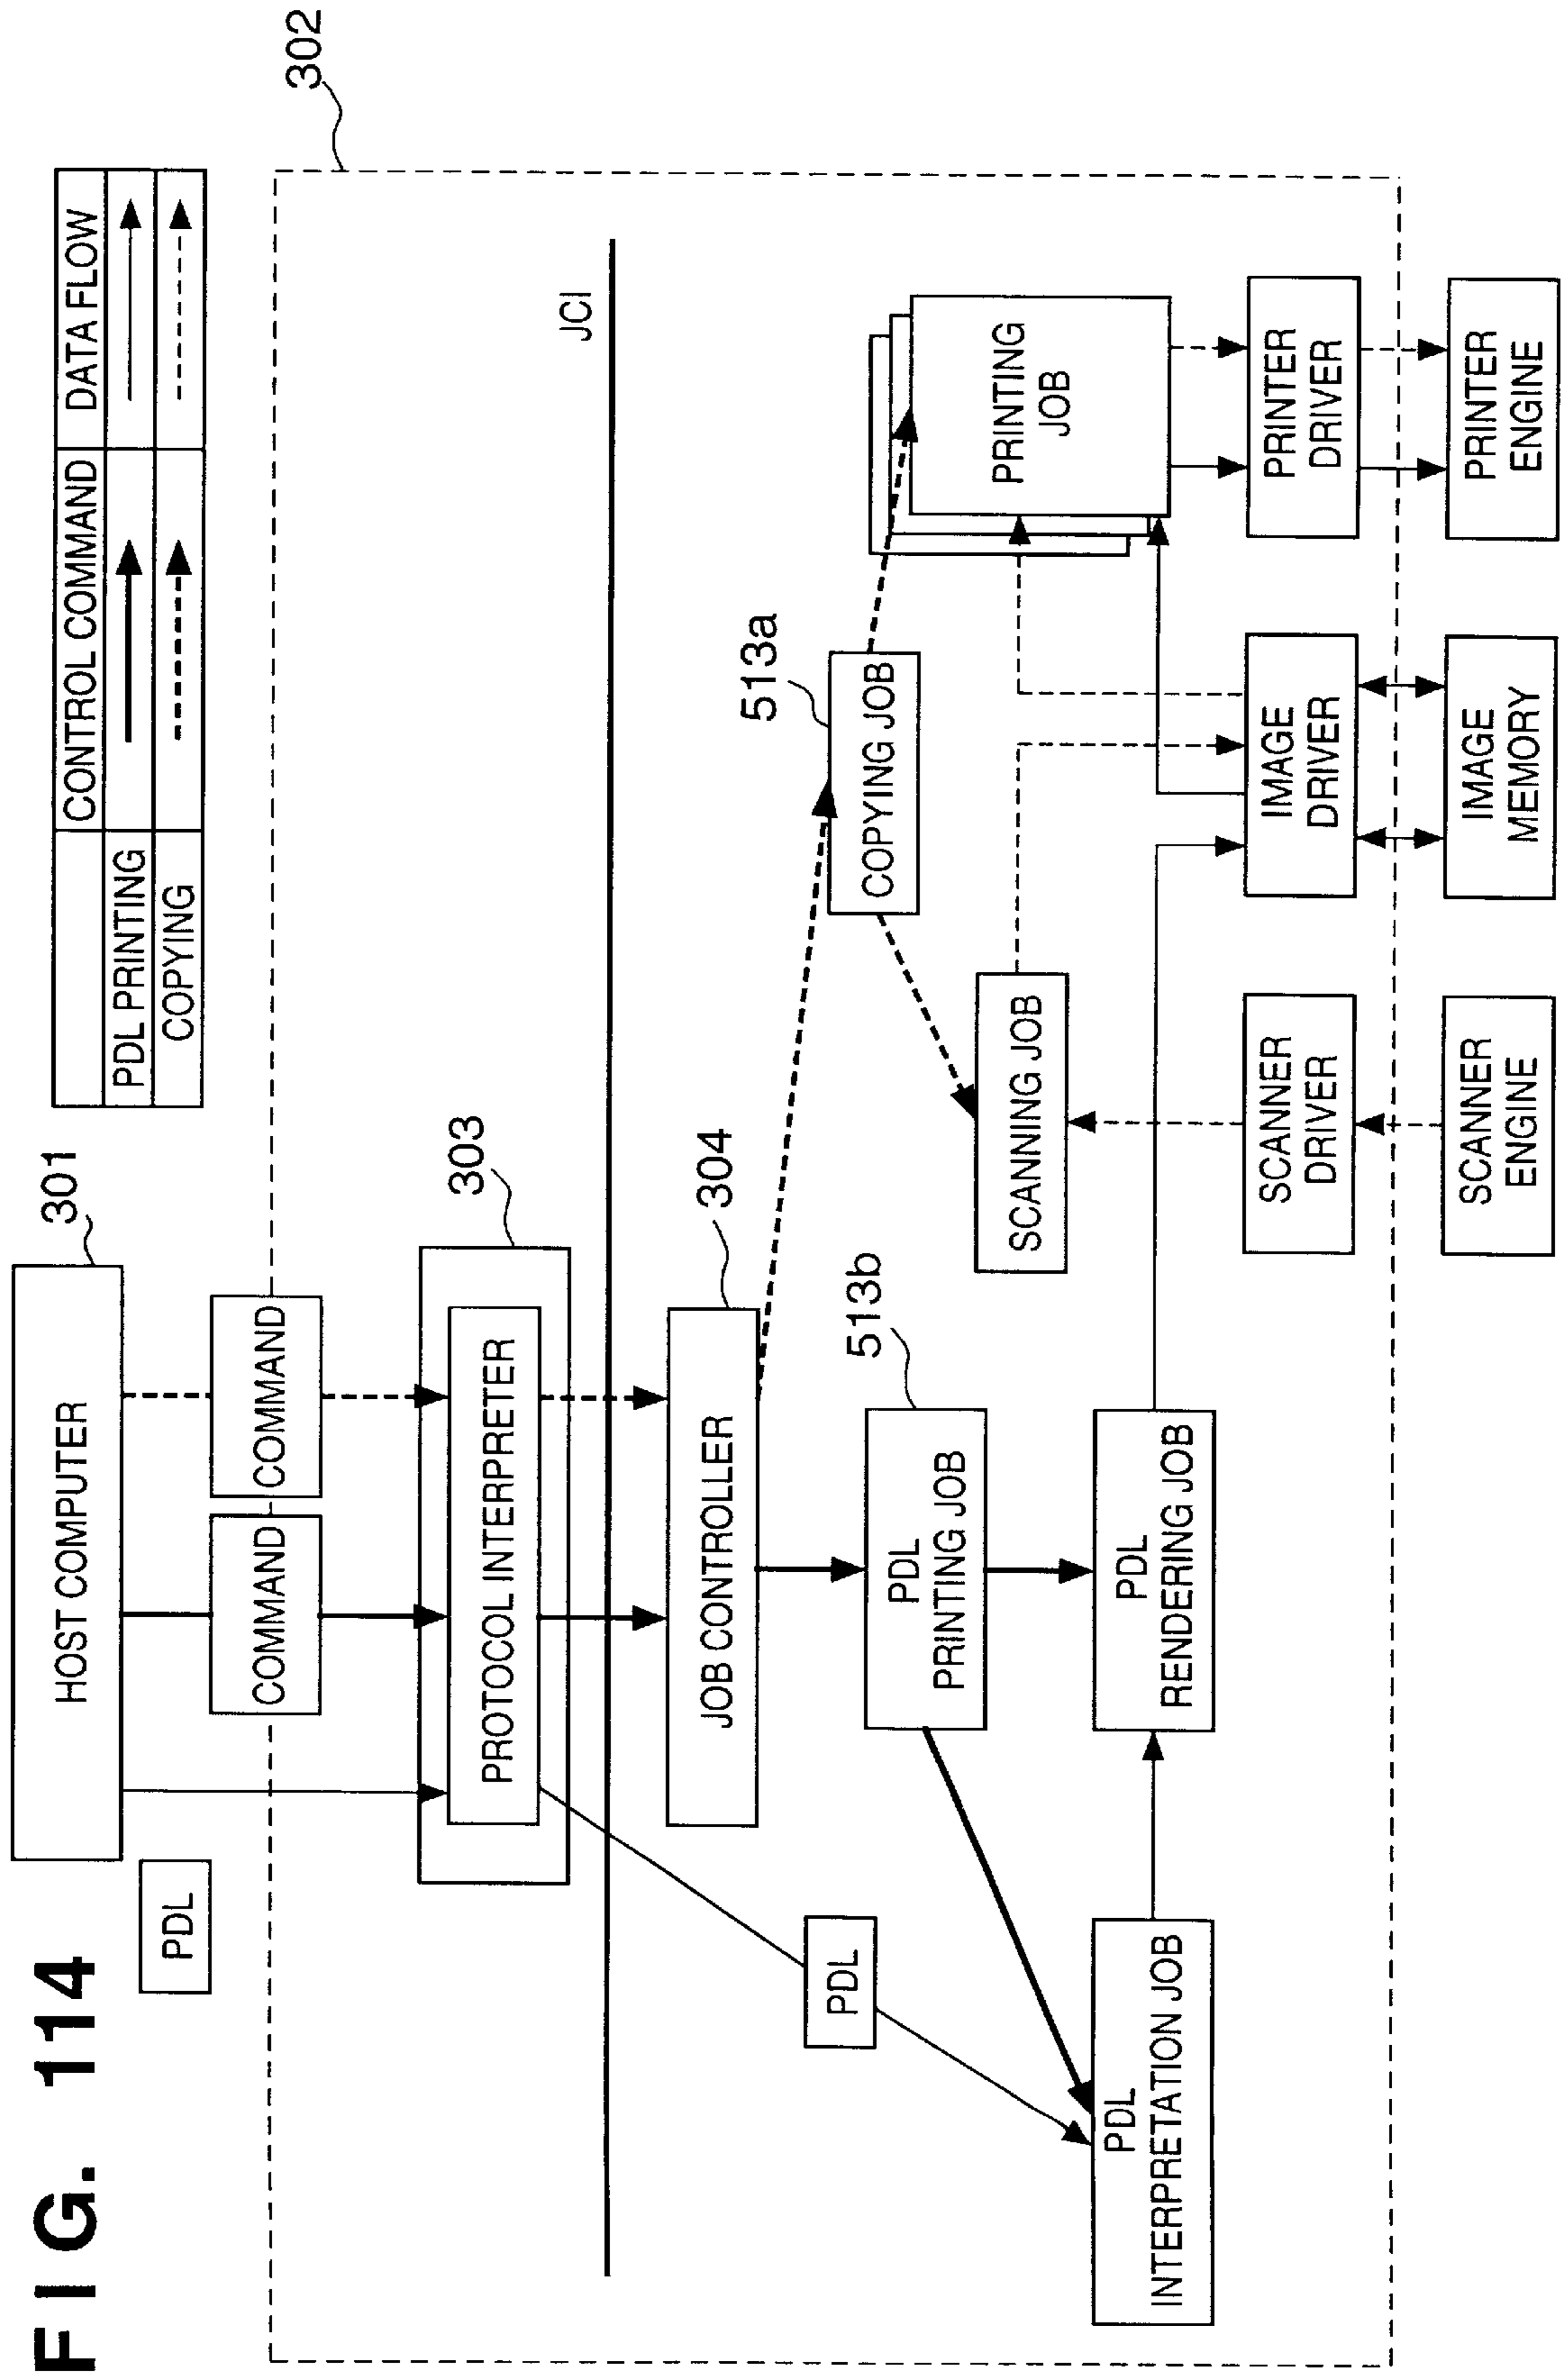 FIG. 114
CONTROL COMMAND
DATA FLOW
PDL PRINTING
COPYING
301
HOST COMPUTER
302
PDL
COMMAND
COMMAND
303
PROTOCOL INTERPRETER
JCI
304
JOB CONTROLLER
PDL
513b
PDL
PRINTING JOB
513a
COPYING JOB
PRINTING
JOB
SCANNING JOB
PDL
INTERPRETATION JOB
PDL
RENDERING JOB
SCANNER
DRIVER
IMAGE
DRIVER
PRINTER
DRIVER
SCANNER
ENGINE
IMAGE
MEMORY
PRINTER
ENGINE